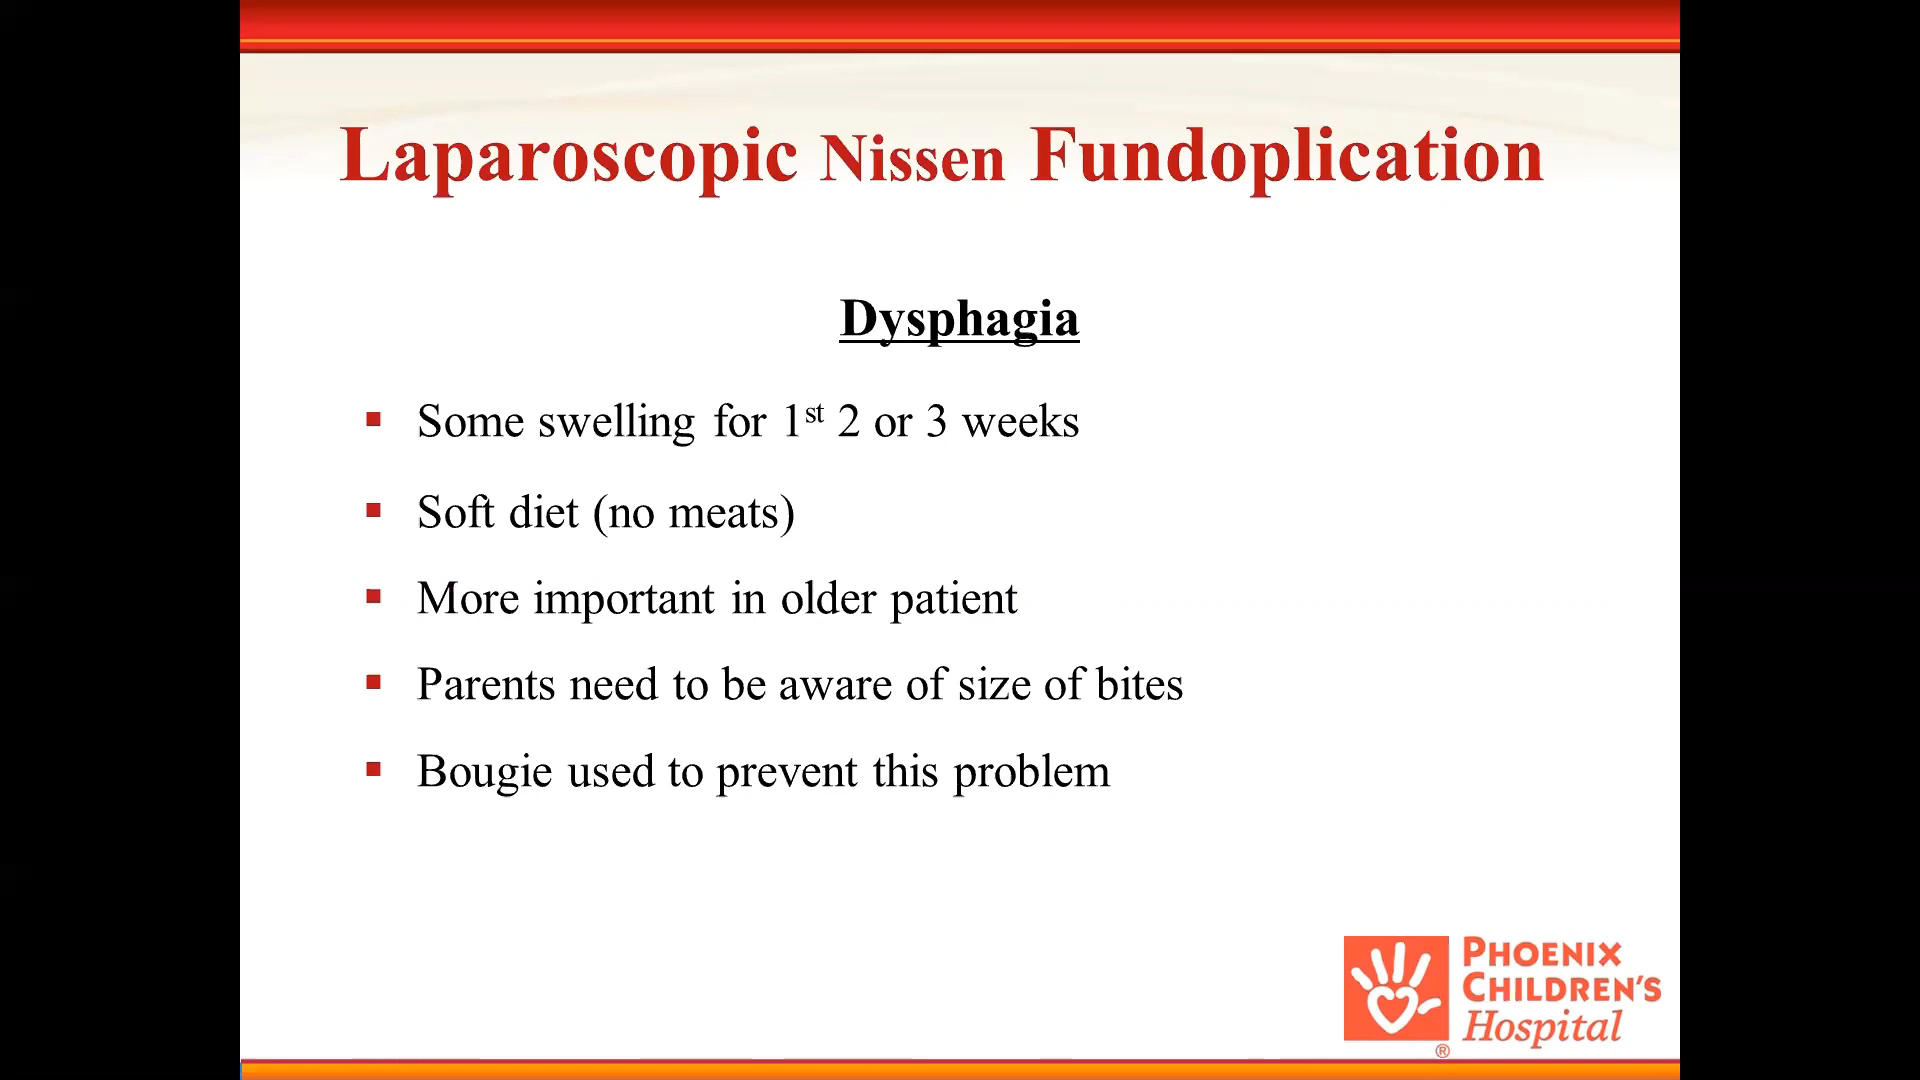 Laparoscopic Nissen Fundoplication
Dysphagia
▪ Some swelling for 1st 2 or 3 weeks
▪ Soft diet (no meats)
▪ More important in older patient
▪ Parents need to be aware of size of bites
▪ Bougie used to prevent this problem
PHOENIX
CHILDREN'S
Hospital
®